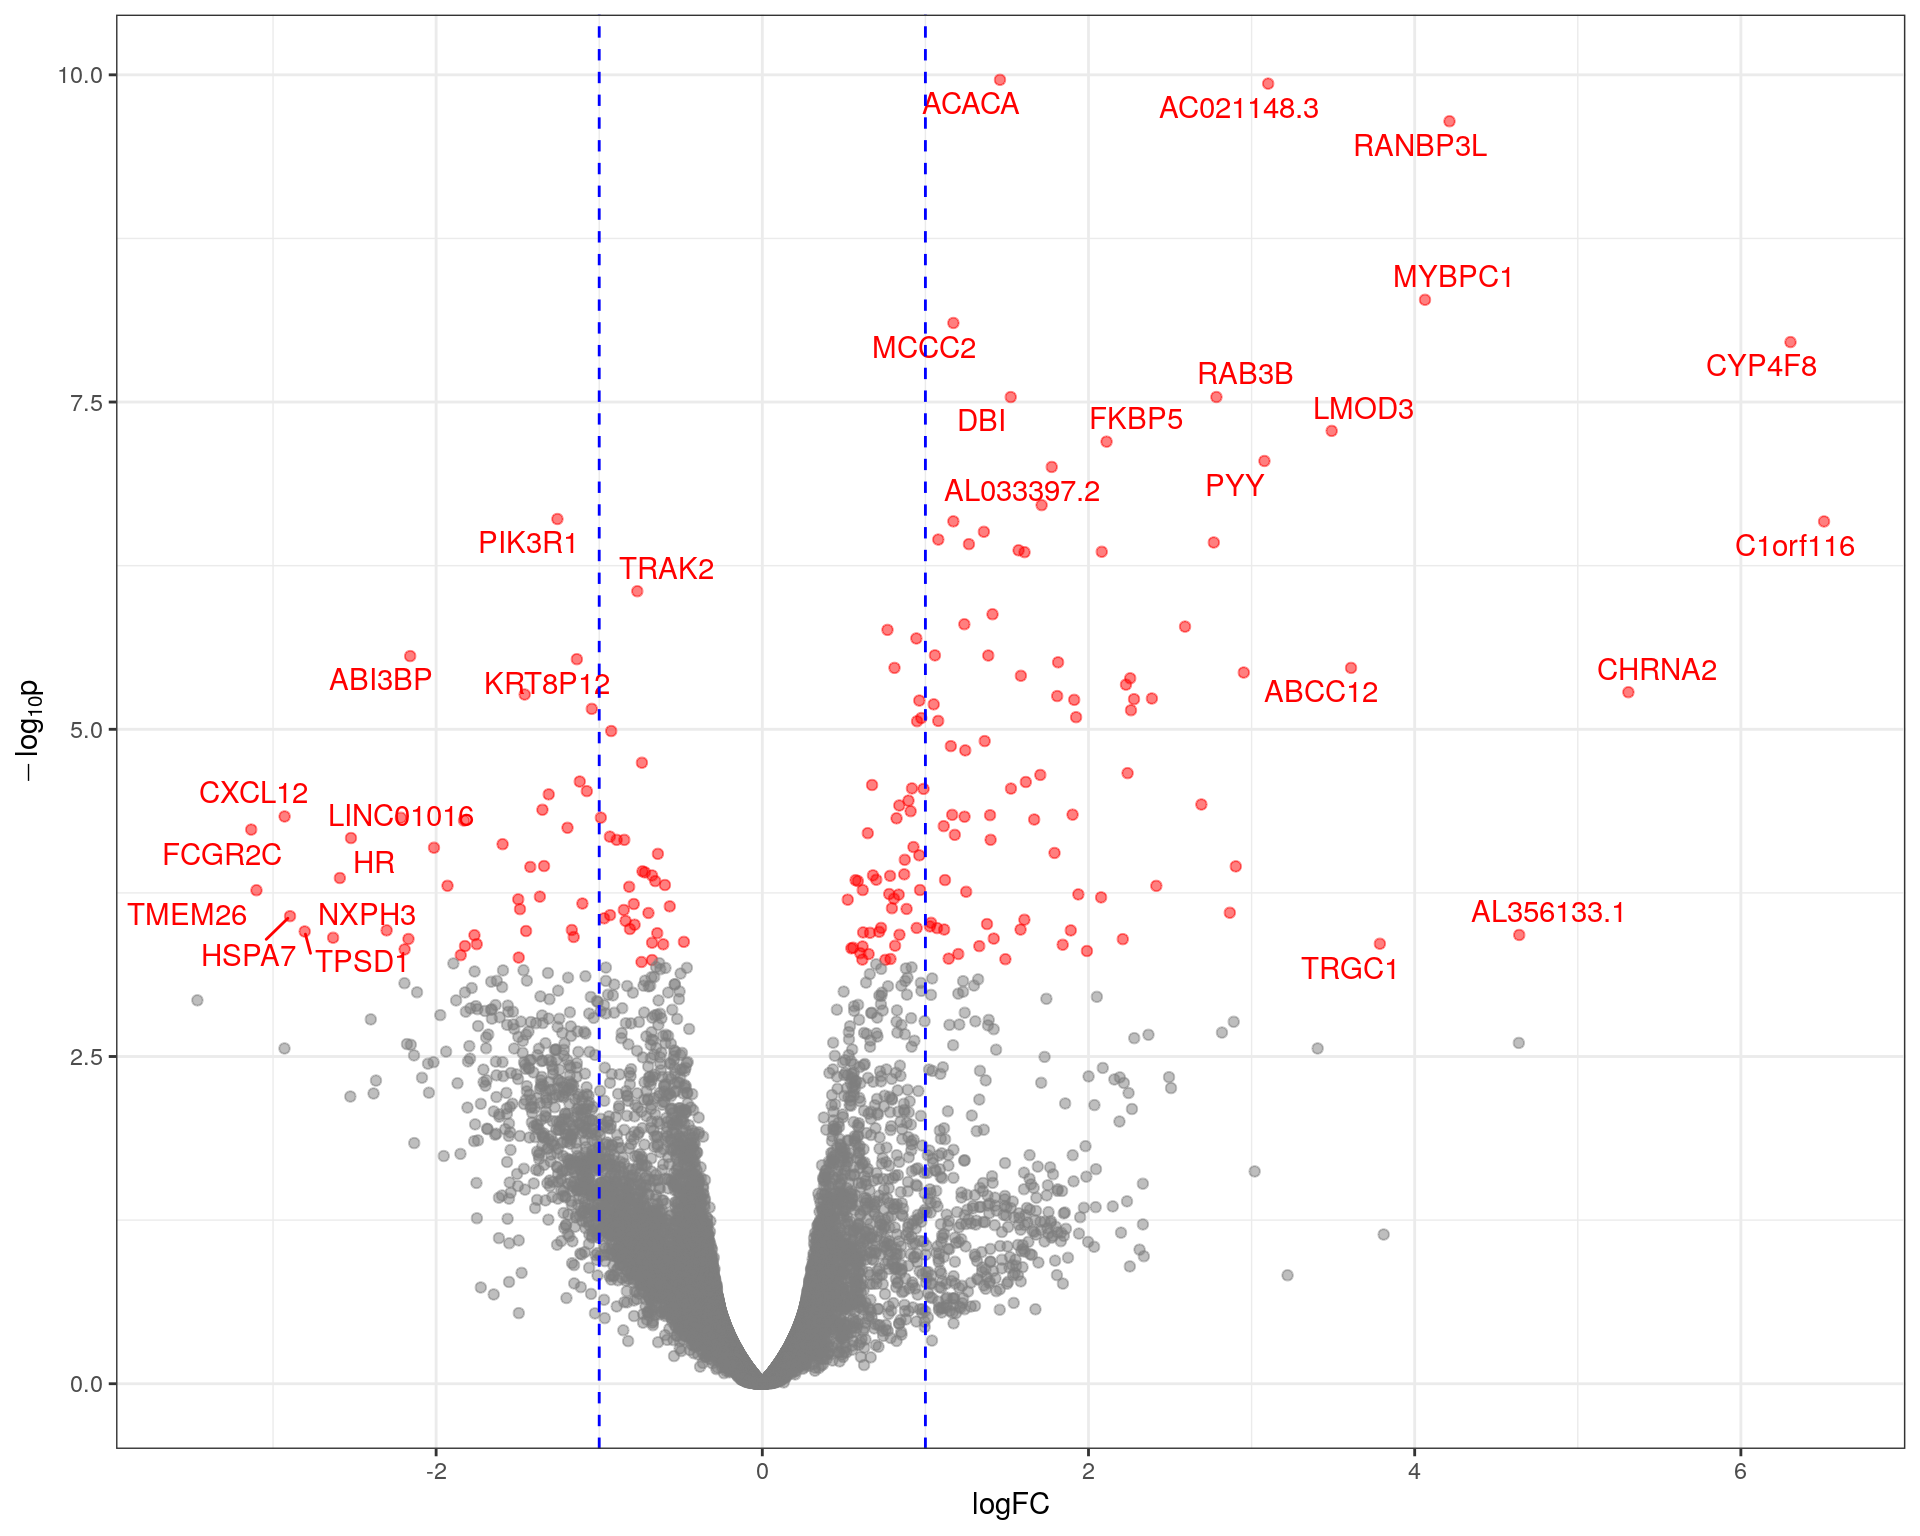 10.0
ACACA
AC021148.3
RANBP3L
MYBPC1
MCCC2
CYP4F8
RAB3B
7.5
LMOD3
DBI
FKBP5
PYY
AL033397.2
PIK3R1
C1orf116
TRAK2
ABI3BP
KRT8P12
CHRNA2
ABCC12
5.0
− log10p
CXCL12
LINC01016
FCGR2C
HR
TMEM26
NXPH3
AL356133.1
HSPA7
TPSD1
TRGC1
2.5
0.0
-2
0
2
4
6
logFC